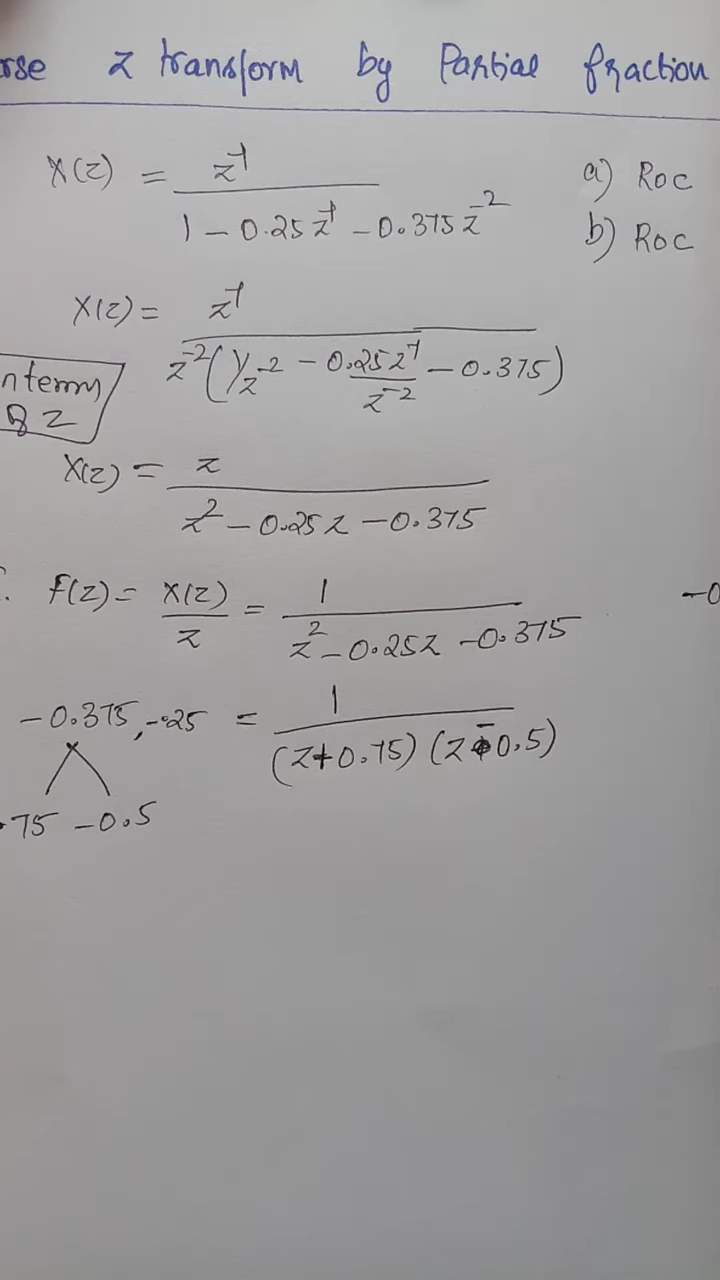 rse z transform by Partial fraction
X(z) = z⁻¹ / (1 - 0.25z⁻¹ - 0.375z⁻²) a) ROC
b) ROC
X(z) = z⁻¹ / (z⁻²(1/z⁻² - 0.25z⁻¹/z⁻² - 0.375))
nterms
z
X(z) = z / (z² - 0.25z - 0.375)
F(z) = X(z)/z = 1 / (z² - 0.25z - 0.375) -0
-0.375, -.25 = 1 / ((z+0.75)(z-0.5))
.75 -0.5